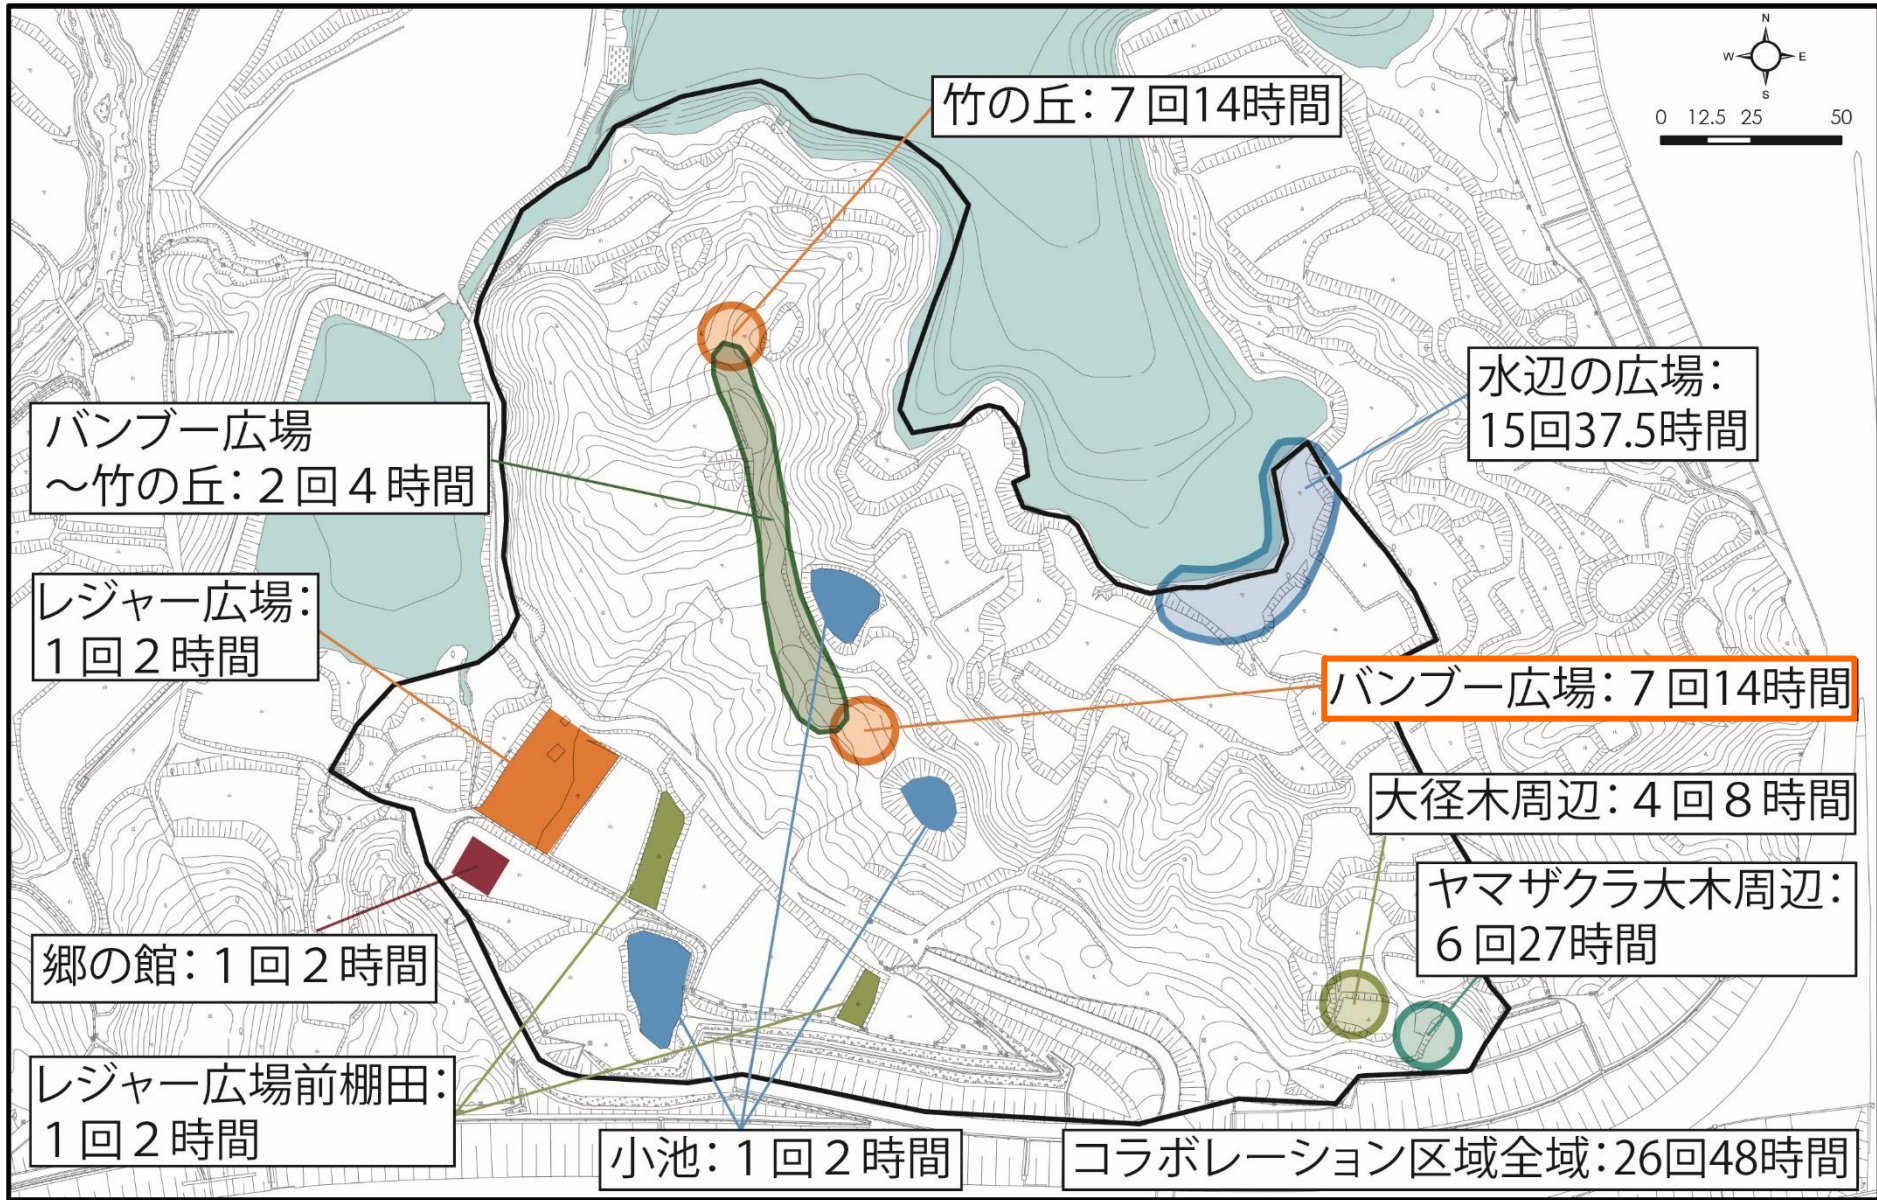 N
W E
S
0 12.5 25 50
竹の丘：７回14時間
水辺の広場：
15回37.5時間
バンブー広場
～竹の丘：２回４時間
レジャー広場：
１回２時間
バンブー広場：７回14時間
大径木周辺：４回８時間
ヤマザクラ大木周辺：
６回27時間
郷の館：１回２時間
レジャー広場前棚田：
１回２時間
小池：１回２時間
コラボレーション区域全域：26回48時間